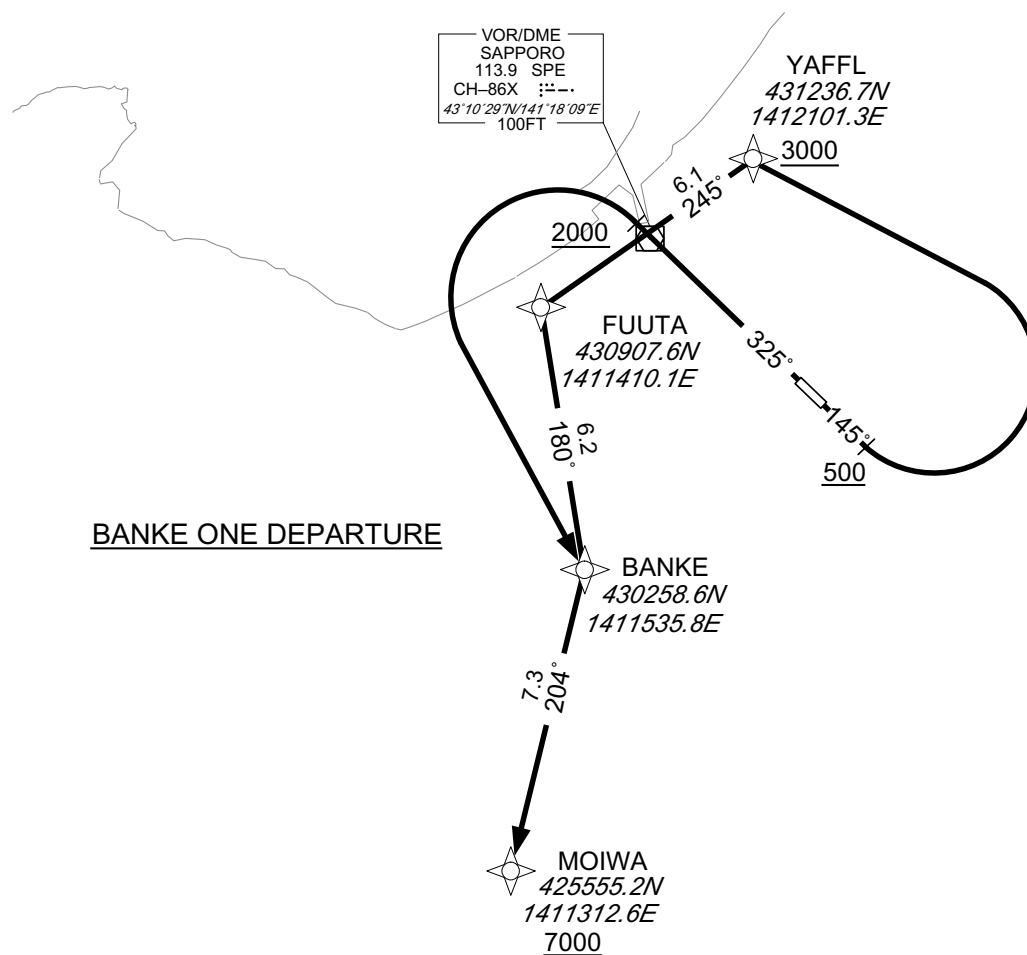 VOR/DME
SAPPORO
113.9 SPE
CH–86X
43°10′29″N/141°18′09″E
100FT
YAFFL
431236.7N
1412101.3E
3000
6.1
245°
2000
FUUTA
430907.6N
1411410.1E
325°
145°
500
6.2
180°
BANKE ONE DEPARTURE
BANKE
430258.6N
1411535.8E
7.3
204°
MOIWA
425555.2N
1411312.6E
7000